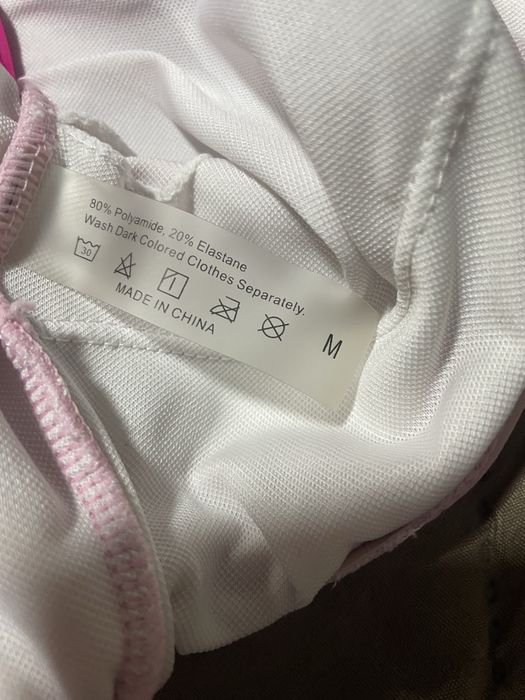 80% Polyamide, 20% Elastane
Wash Dark Colored Clothes Separately.
30
MADE IN CHINA
M